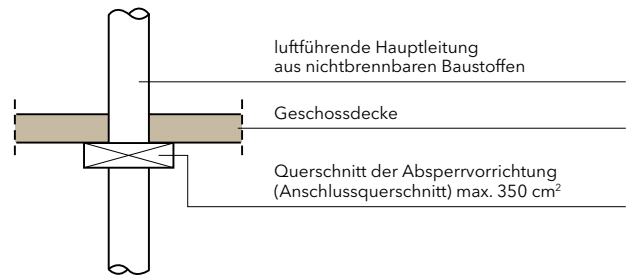 luftführende Hauptleitung
aus nichtbrennbaren Baustoffen
Geschossdecke
Querschnitt der Absperrvorrichtung
(Anschlussquerschnitt) max. 350 cm²